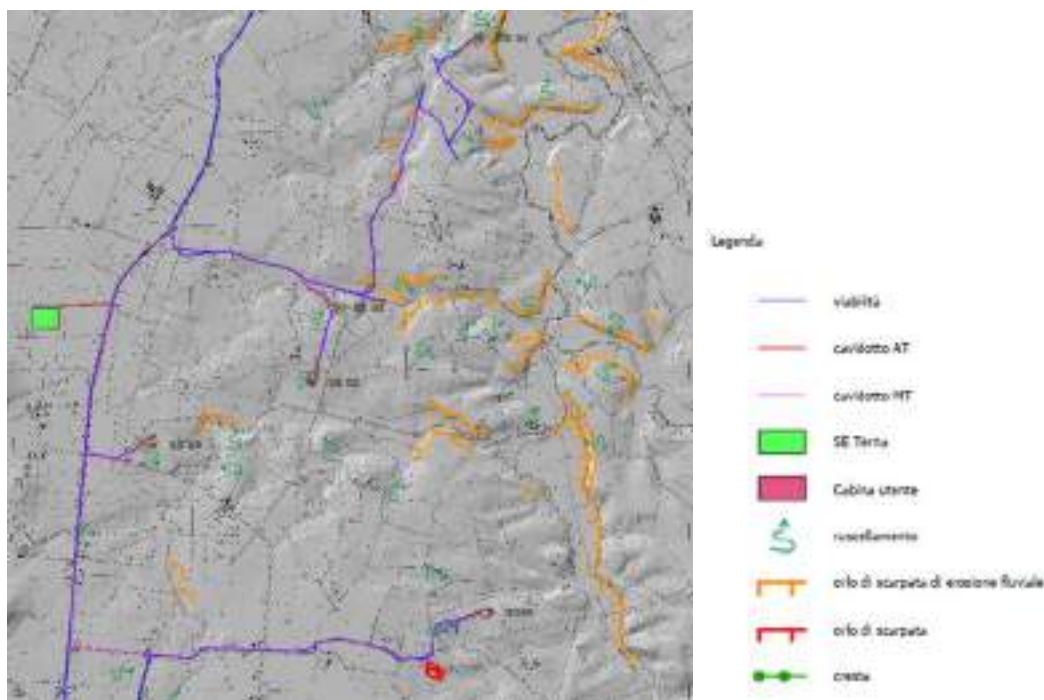 Legenda
viabilità
cavidotto AT
cavidotto MT
SE Terna
Cabina utente
ruscellamento
orlo di scarpata di erosione fluviale
orlo di scarpata
cresta